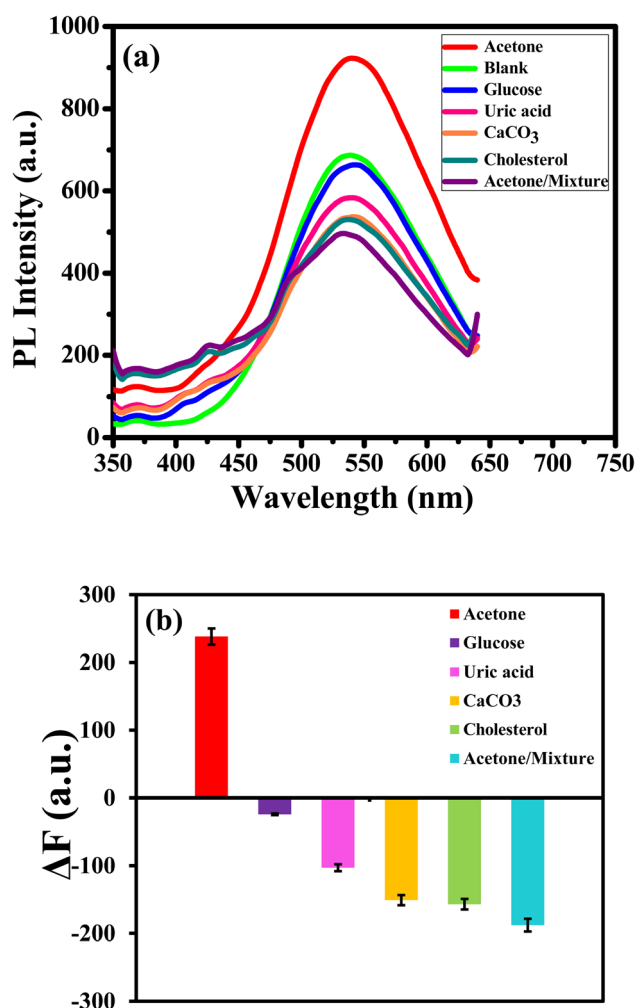 (a)
Acetone
Blank
Glucose
Uric acid
CaCO₃
Cholesterol
Acetone/Mixture
PL Intensity (a.u.)
1000
800
600
400
200
0
350 400 450 500 550 600 650 700 750
Wavelength (nm)
(b)
Acetone
Glucose
Uric acid
CaCO3
Cholesterol
Acetone/Mixture
ΔF (a.u.)
300
200
100
0
-100
-200
-300